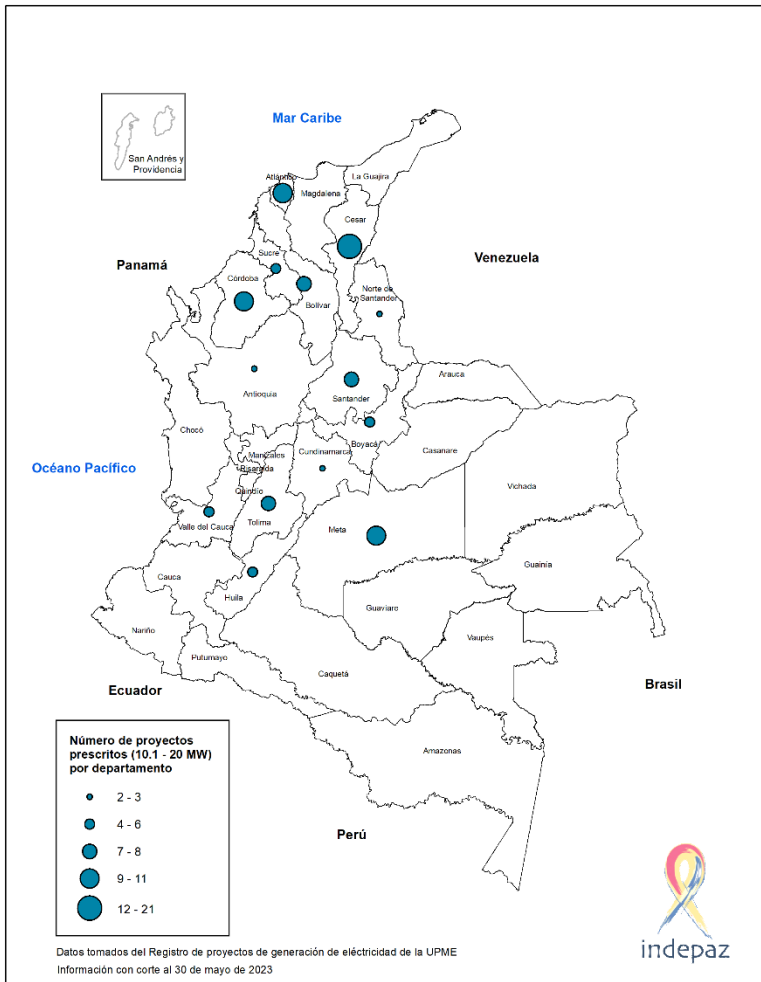 Mar Caribe
San Andrés y
Providencia
Atlántico
La Guajira
Magdalena
Cesar
Panamá
Venezuela
Sucre
Córdoba
Bolívar
Norte de
Santander
Arauca
Antioquia
Santander
Chocó
Boyacá
Casanare
Manizales
Cundinamarca
Risaralda
Océano Pacífico
Vichada
Quindío
Valle del Cauca
Tolima
Meta
Guainía
Cauca
Huila
Guaviare
Nariño
Vaupés
Putumayo
Caquetá
Ecuador
Brasil
Amazonas
Perú
Número de proyectos
prescritos (10.1 - 20 MW)
por departamento
2 - 3
4 - 6
7 - 8
9 - 11
12 - 21
indepaz
Datos tomados del Registro de proyectos de generación de eléctricidad de la UPME
Información con corte al 30 de mayo de 2023